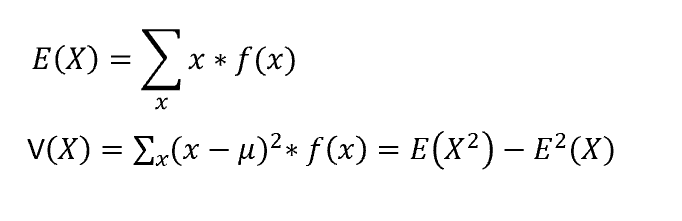 E(X) = ∑ₓ x * f(x)
V(X) = ∑ₓ(x − μ)²* f(x) = E(X²) − E²(X)